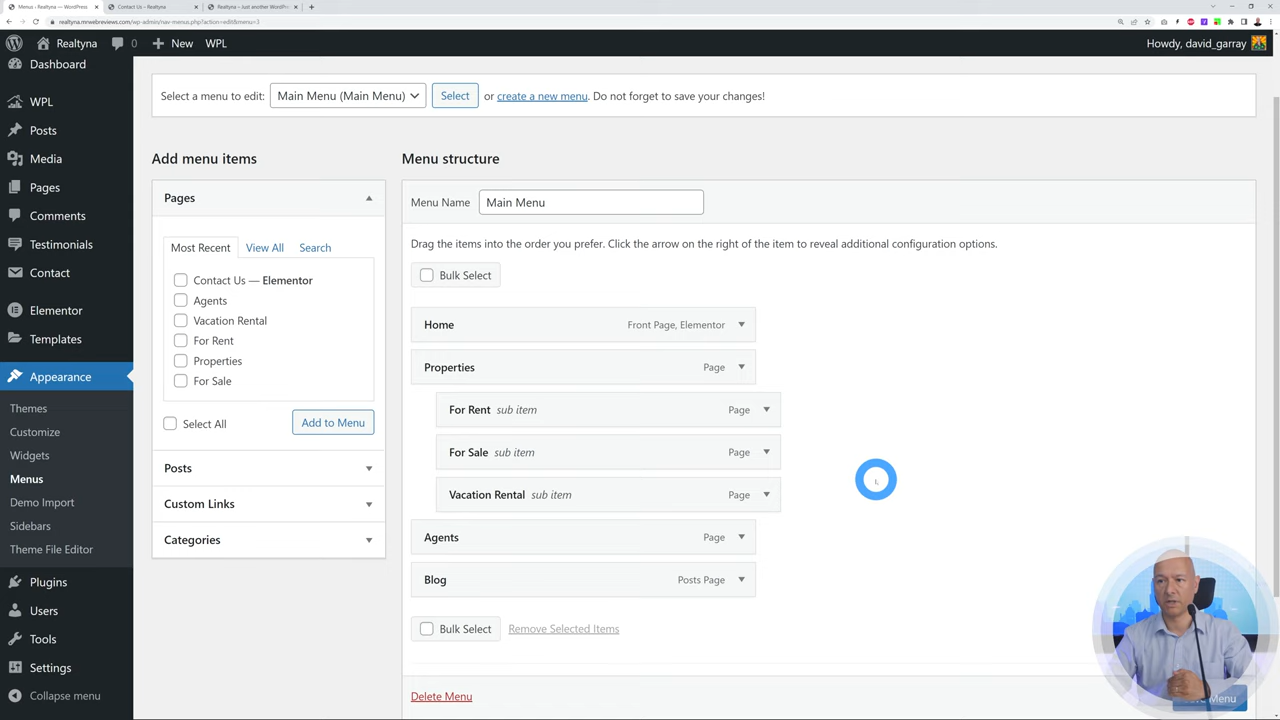 Menus ‹ Realtyna — WordPress
Contact Us – Realtyna
Realtyna – Just another WordPr
realtyna.mrwebreviews.com/wp-admin/nav-menus.php?action=edit&menu=3
Realtyna
0
New
WPL
Howdy, david_garray
Dashboard
WPL
Posts
Media
Pages
Comments
Testimonials
Contact
Elementor
Templates
Appearance
Themes
Customize
Widgets
Menus
Demo Import
Sidebars
Theme File Editor
Plugins
Users
Tools
Settings
Collapse menu
Select a menu to edit: Main Menu (Main Menu) Select or create a new menu. Do not forget to save your changes!
Add menu items
Pages
Most Recent View All Search
Contact Us — Elementor
Agents
Vacation Rental
For Rent
Properties
For Sale
Select All Add to Menu
Posts
Custom Links
Categories
Menu structure
Menu Name Main Menu
Drag the items into the order you prefer. Click the arrow on the right of the item to reveal additional configuration options.
Bulk Select
Home Front Page, Elementor
Properties Page
For Rent sub item Page
For Sale sub item Page
Vacation Rental sub item Page
Agents Page
Blog Posts Page
Bulk Select Remove Selected Items
Delete Menu
Menu